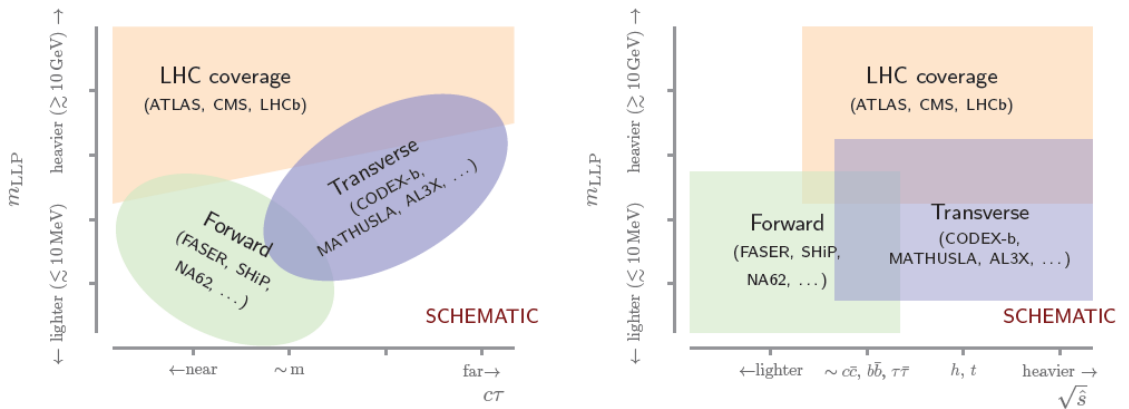 ← lighter (≲ 10 MeV) heavier (≳ 10 GeV) →
m_LLP
LHC coverage
(ATLAS, CMS, LHCb)
Transverse
(CODEX-b,
MATHUSLA, AL3X, ...)
Forward
(FASER, SHiP,
NA62, ...)
SCHEMATIC
←near ∼m far→
cτ
← lighter (≲ 10 MeV) heavier (≳ 10 GeV) →
m_LLP
LHC coverage
(ATLAS, CMS, LHCb)
Forward
(FASER, SHiP,
NA62, ...)
Transverse
(CODEX-b,
MATHUSLA, AL3X, ...)
SCHEMATIC
←lighter ∼ cc̄, bb̄, ττ̄ h, t heavier →
√ŝ